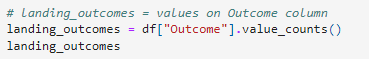 # landing_outcomes = values on Outcome column
landing_outcomes = df["Outcome"].value_counts()
landing_outcomes